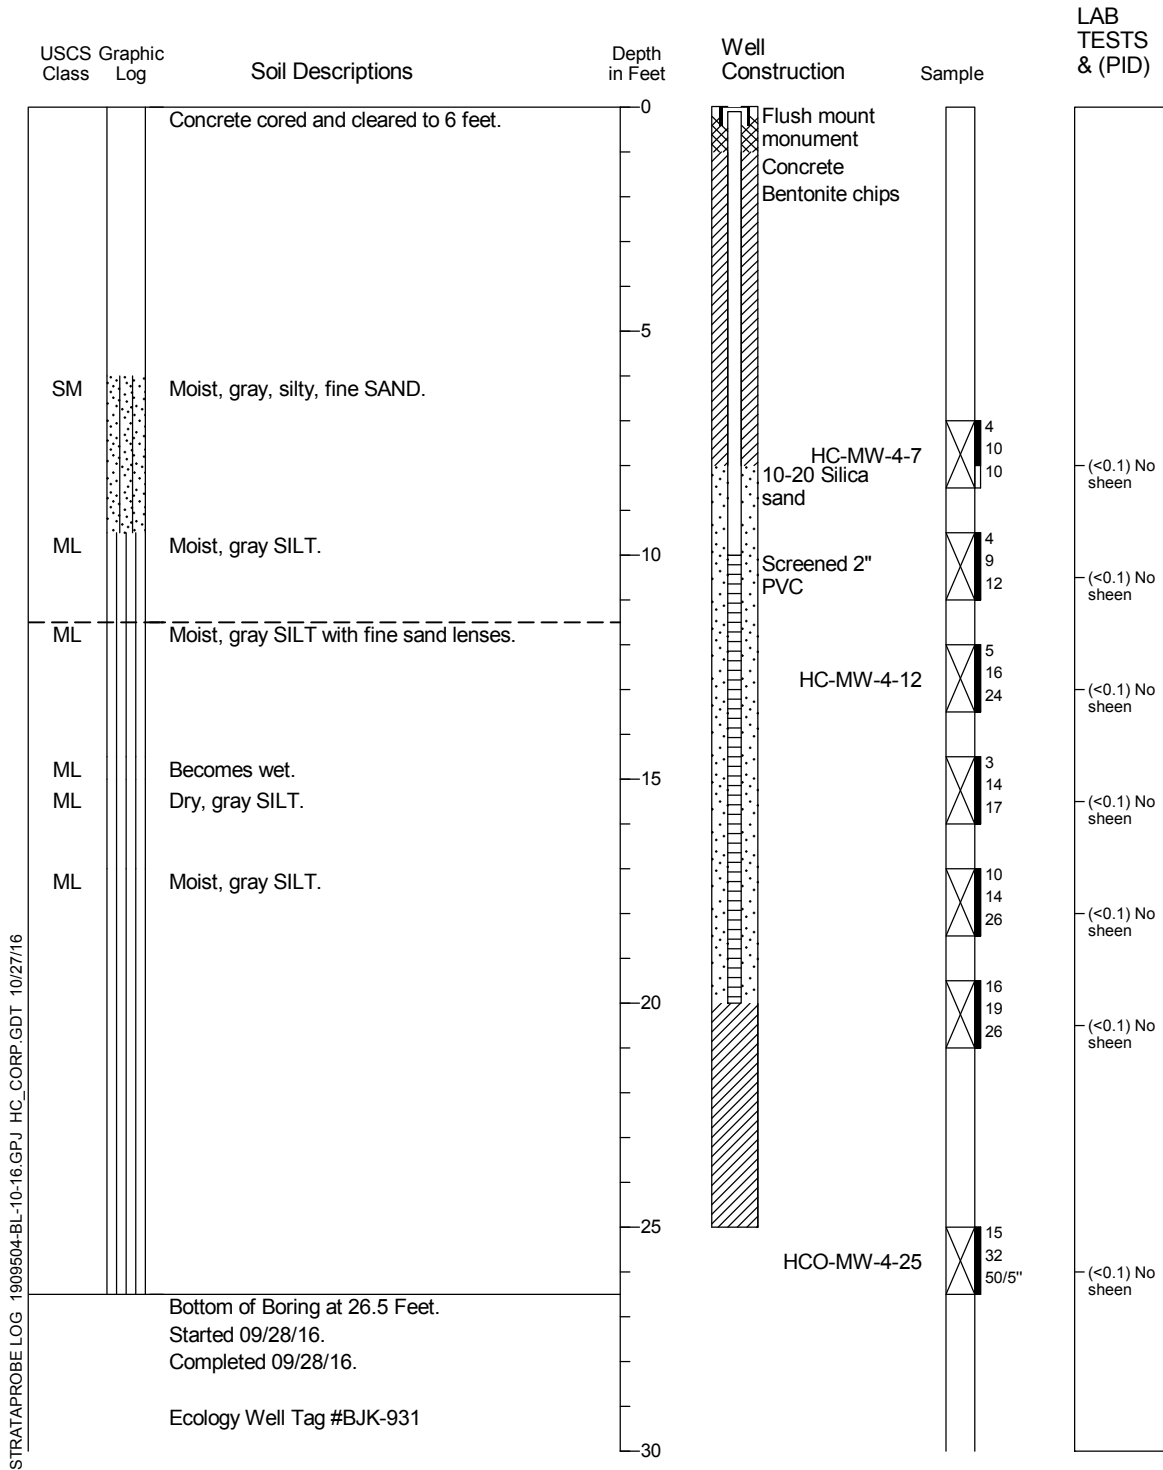 USCS Graphic
Class Log
Soil Descriptions
Depth
in Feet
Well
Construction
Sample
LAB
TESTS
& (PID)
0
Concrete cored and cleared to 6 feet.
Flush mount
monument
Concrete
Bentonite chips
5
SM
Moist, gray, silty, fine SAND.
HC-MW-4-7
4
10
10
(<0.1) No
sheen
10-20 Silica
sand
ML
Moist, gray SILT.
10
Screened 2"
PVC
4
9
12
(<0.1) No
sheen
ML
Moist, gray SILT with fine sand lenses.
HC-MW-4-12
5
16
24
(<0.1) No
sheen
ML
Becomes wet.
15
ML
Dry, gray SILT.
3
14
17
(<0.1) No
sheen
ML
Moist, gray SILT.
10
14
26
(<0.1) No
sheen
20
16
19
26
(<0.1) No
sheen
25
HCO-MW-4-25
15
32
50/5"
(<0.1) No
sheen
Bottom of Boring at 26.5 Feet.
Started 09/28/16.
Completed 09/28/16.
Ecology Well Tag #BJK-931
30
STRATAPROBE LOG 1909504-BL-10-16.GPJ HC_CORP.GDT 10/27/16